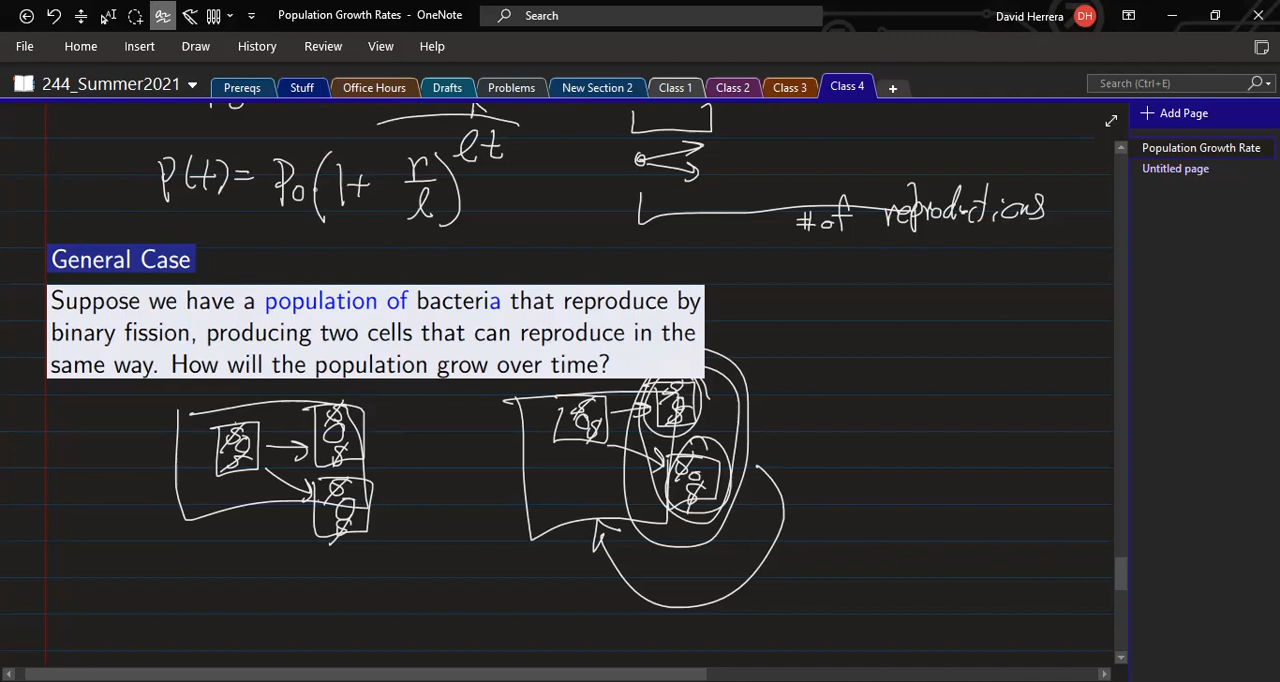 Population Growth Rates - OneNote
Search
David Herrera
DH
File Home Insert Draw History Review View Help
244_Summer2021
Prereqs Stuff Office Hours Drafts Problems New Section 2 Class 1 Class 2 Class 3 Class 4 +
Search (Ctrl+E)
Add Page
Population Growth Rate
Untitled page
P(t) = P₀(1 + r/l)^lt
# of reproductions
General Case
Suppose we have a population of bacteria that reproduce by
binary fission, producing two cells that can reproduce in the
same way. How will the population grow over time?